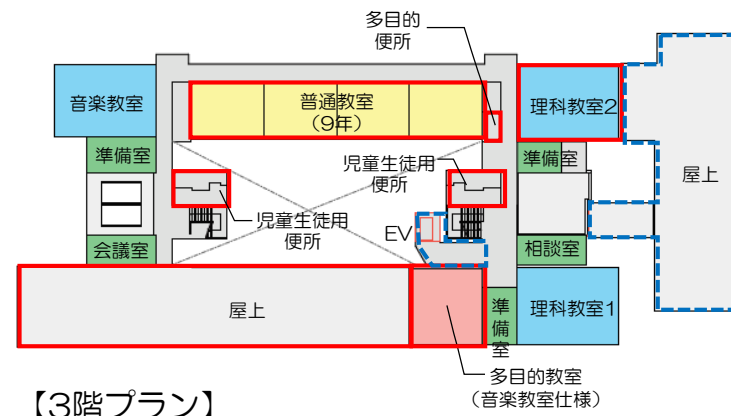 多目的
便所
音楽教室
普通教室
（9年）
理科教室2
準備室
児童生徒用
便所
準備室
屋上
児童生徒用
便所
EV
会議室
相談室
屋上
準
備
室
理科教室1
多目的教室
（音楽教室仕様）
【3階プラン】